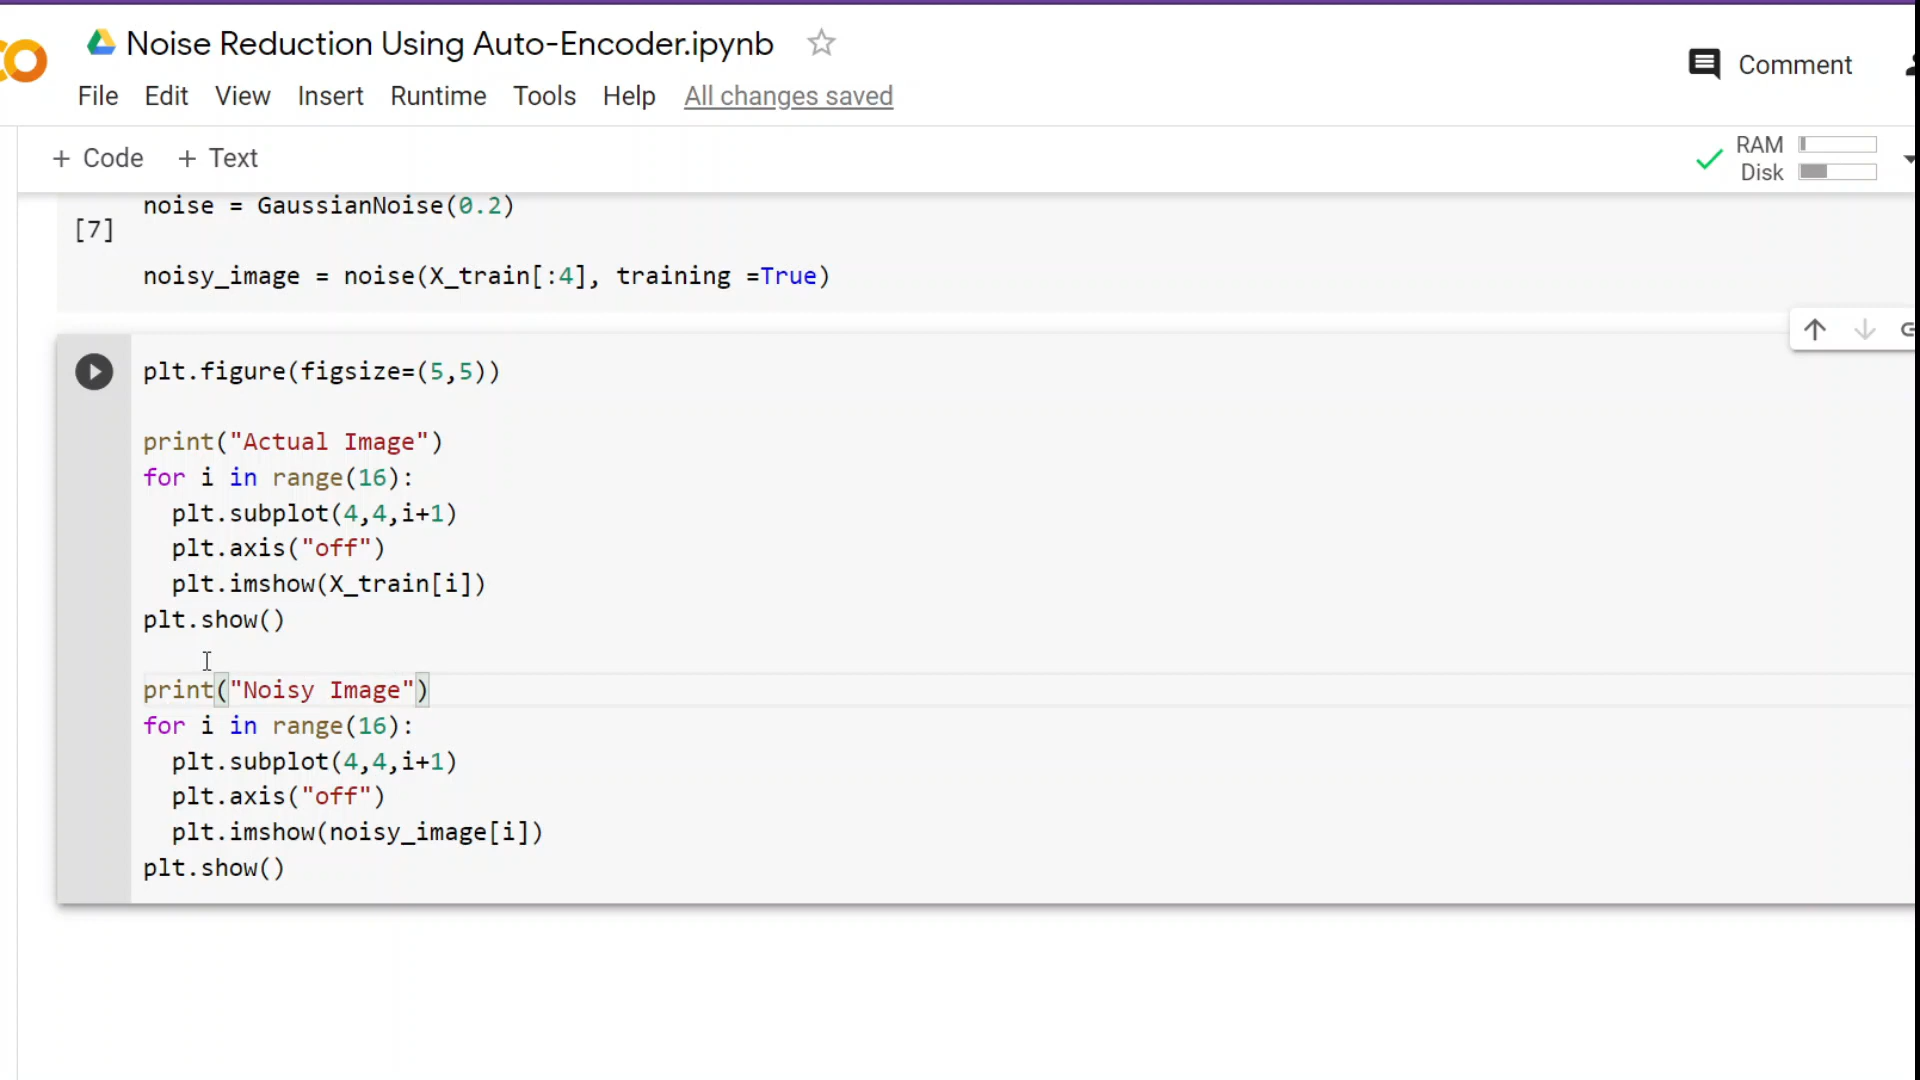 Noise Reduction Using Auto-Encoder.ipynb
Comment
File Edit View Insert Runtime Tools Help All changes saved
+ Code + Text
RAM
Disk
noise = GaussianNoise(0.2)
[7]
noisy_image = noise(X_train[:4], training =True)
plt.figure(figsize=(5,5))
print("Actual Image")
for i in range(16):
  plt.subplot(4,4,i+1)
  plt.axis("off")
  plt.imshow(X_train[i])
plt.show()
print("Noisy Image")
for i in range(16):
  plt.subplot(4,4,i+1)
  plt.axis("off")
  plt.imshow(noisy_image[i])
plt.show()